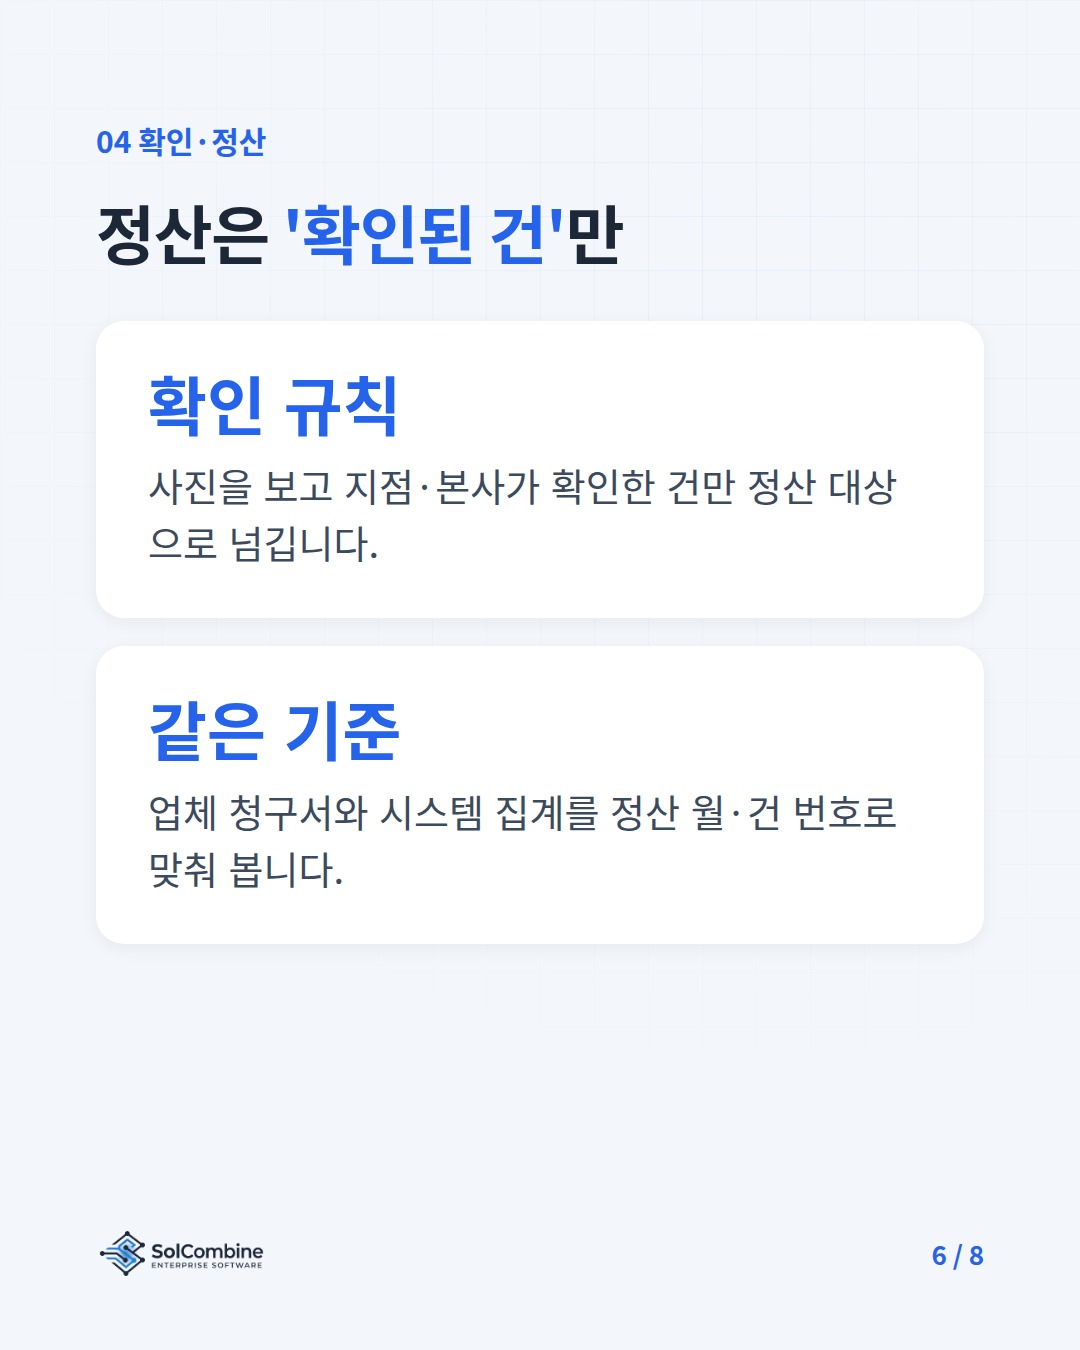 04 확인·정산
정산은 '확인된 건'만
확인 규칙
사진을 보고 지점·본사가 확인한 건만 정산 대상
으로 넘깁니다.
같은 기준
업체 청구서와 시스템 집계를 정산 월·건 번호로
맞춰 봅니다.
SolCombine
ENTERPRISE SOFTWARE
6 / 8